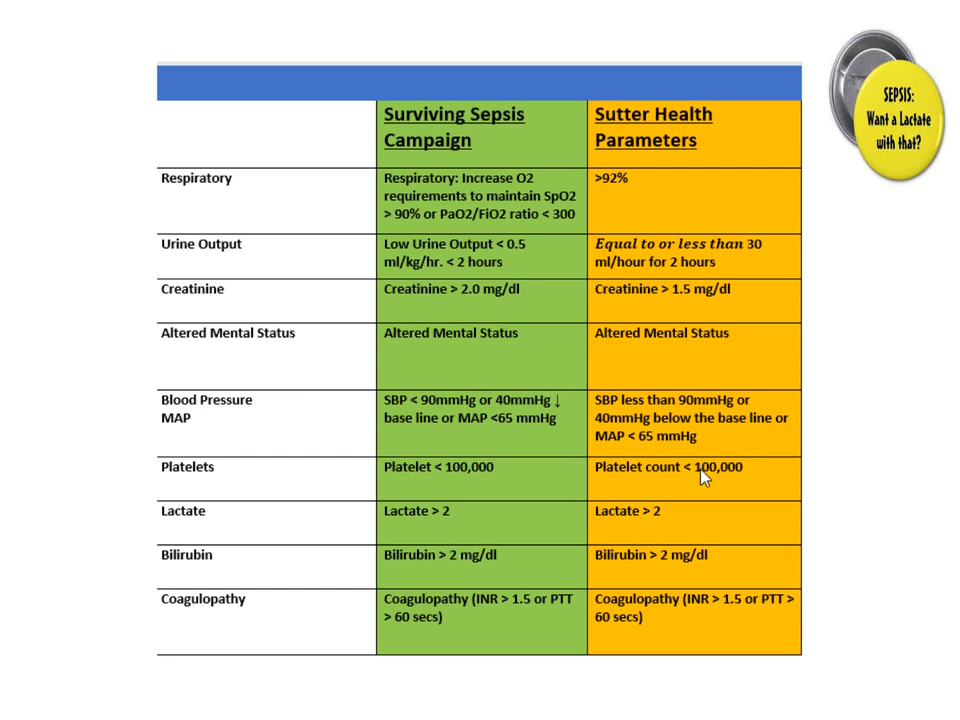 SEPSIS:
Want a Lactate
with that?
Surviving Sepsis
Campaign
Sutter Health
Parameters
Respiratory
Respiratory: Increase O2
requirements to maintain SpO2
> 90% or PaO2/FiO2 ratio < 300
>92%
Urine Output
Low Urine Output < 0.5
ml/kg/hr. < 2 hours
Equal to or less than 30
ml/hour for 2 hours
Creatinine
Creatinine > 2.0 mg/dl
Creatinine > 1.5 mg/dl
Altered Mental Status
Altered Mental Status
Altered Mental Status
Blood Pressure
MAP
SBP < 90mmHg or 40mmHg ↓
base line or MAP <65 mmHg
SBP less than 90mmHg or
40mmHg below the base line or
MAP < 65 mmHg
Platelets
Platelet < 100,000
Platelet count < 100,000
Lactate
Lactate > 2
Lactate > 2
Bilirubin
Bilirubin > 2 mg/dl
Bilirubin > 2 mg/dl
Coagulopathy
Coagulopathy (INR > 1.5 or PTT
> 60 secs)
Coagulopathy (INR > 1.5 or PTT >
60 secs)